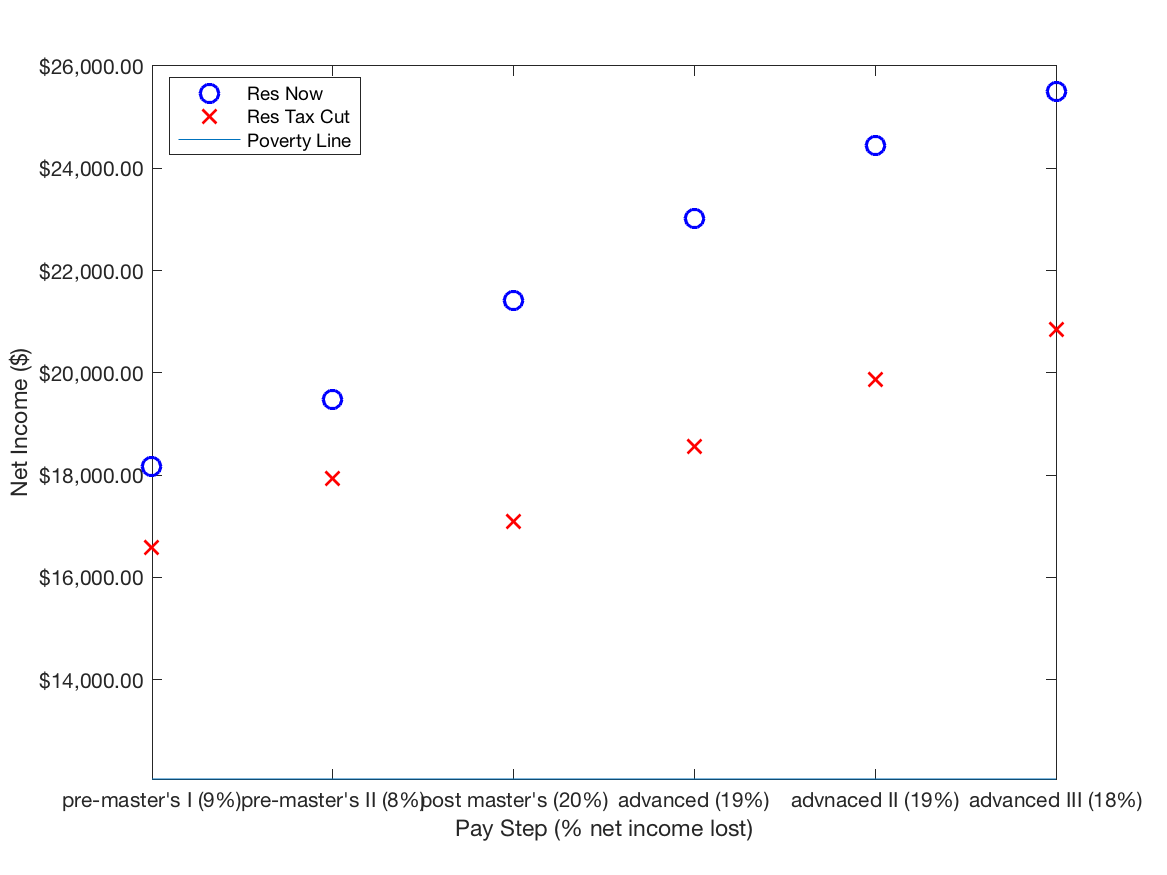 $26,000.00
Res Now
Res Tax Cut
Poverty Line
$24,000.00
$22,000.00
$20,000.00
$18,000.00
$16,000.00
$14,000.00
Net Income ($)
pre-master's I (9%) pre-master's II (8%) post master's (20%) advanced (19%) advnaced II (19%) advanced III (18%)
Pay Step (% net income lost)